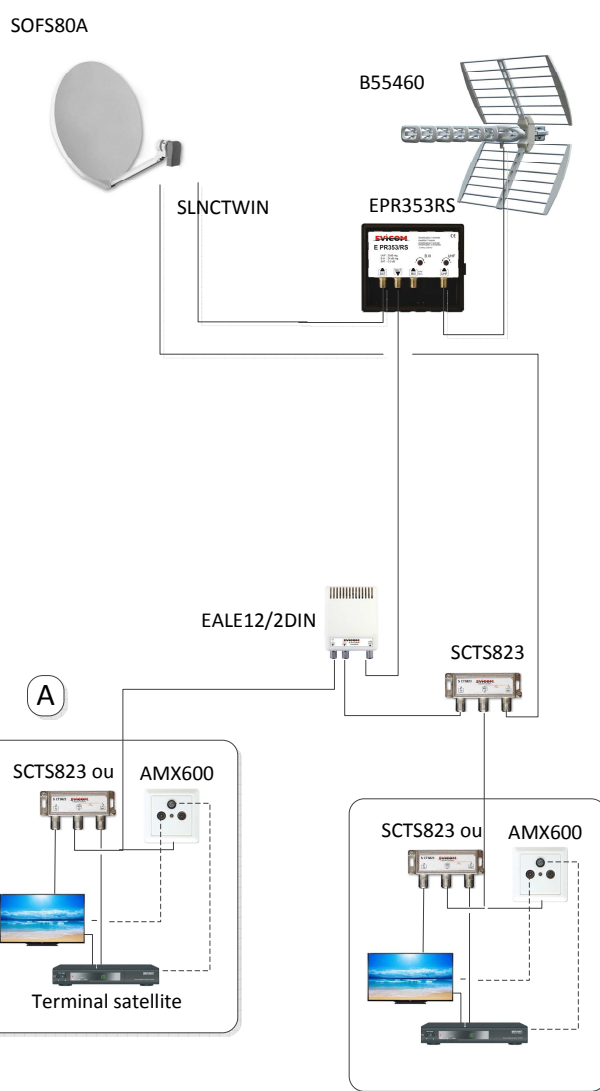 SOFS80A
B55460
SLNCTWIN
EPR353RS
EVICOM
E PR353/RS
EALE12/2DIN
SCTS823
A
SCTS823 ou
AMX600
SCTS823 ou
AMX600
Terminal satellite